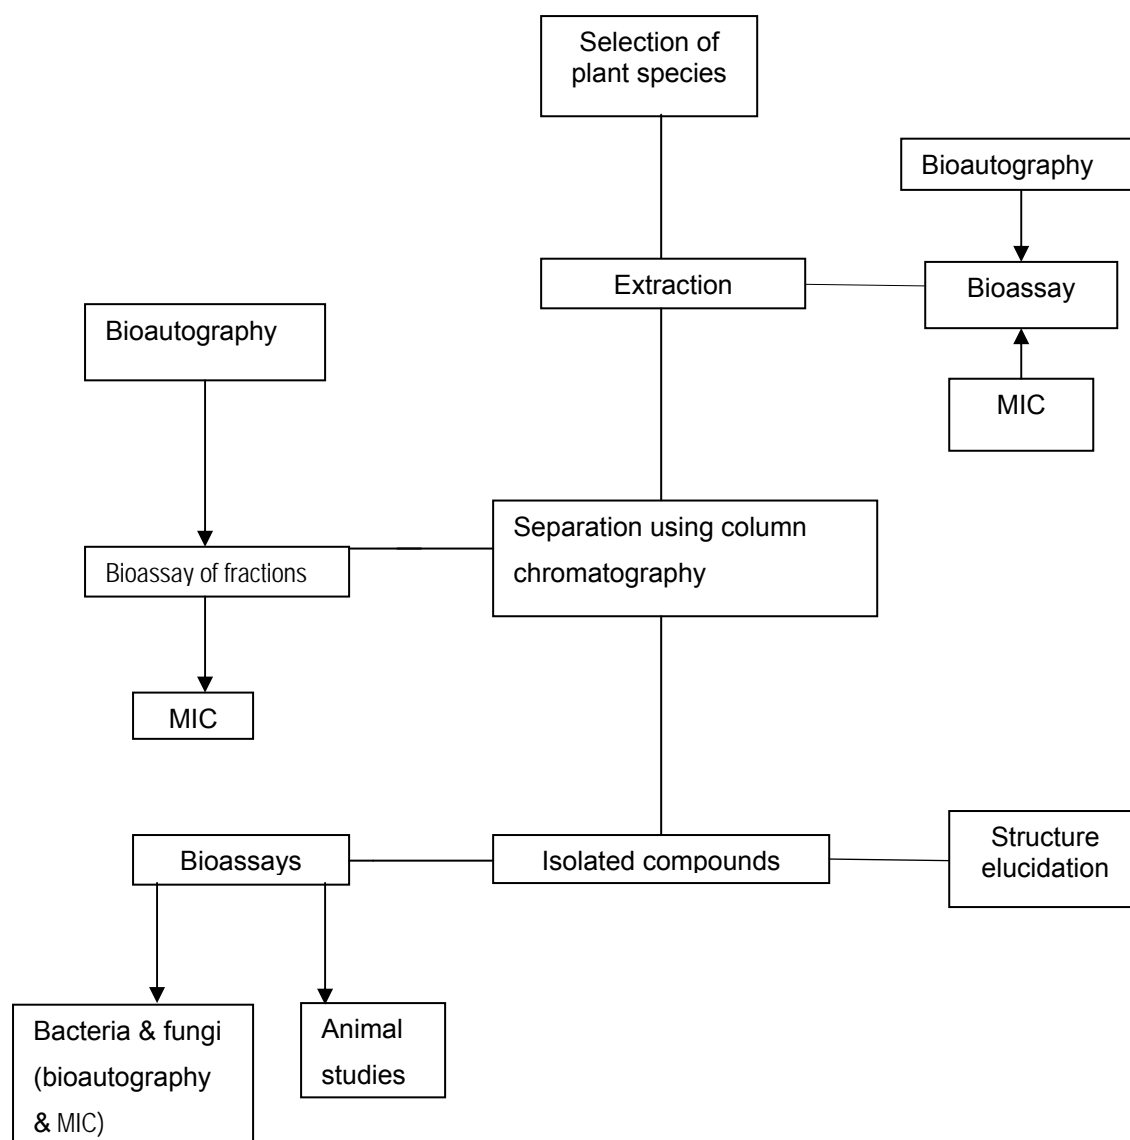 Selection of
plant species
Bioautography
Extraction
Bioassay
Bioautography
MIC
Separation using column
chromatography
Bioassay of fractions
MIC
Bioassays
Isolated compounds
Structure
elucidation
Bacteria & fungi
(bioautography
& MIC)
Animal
studies